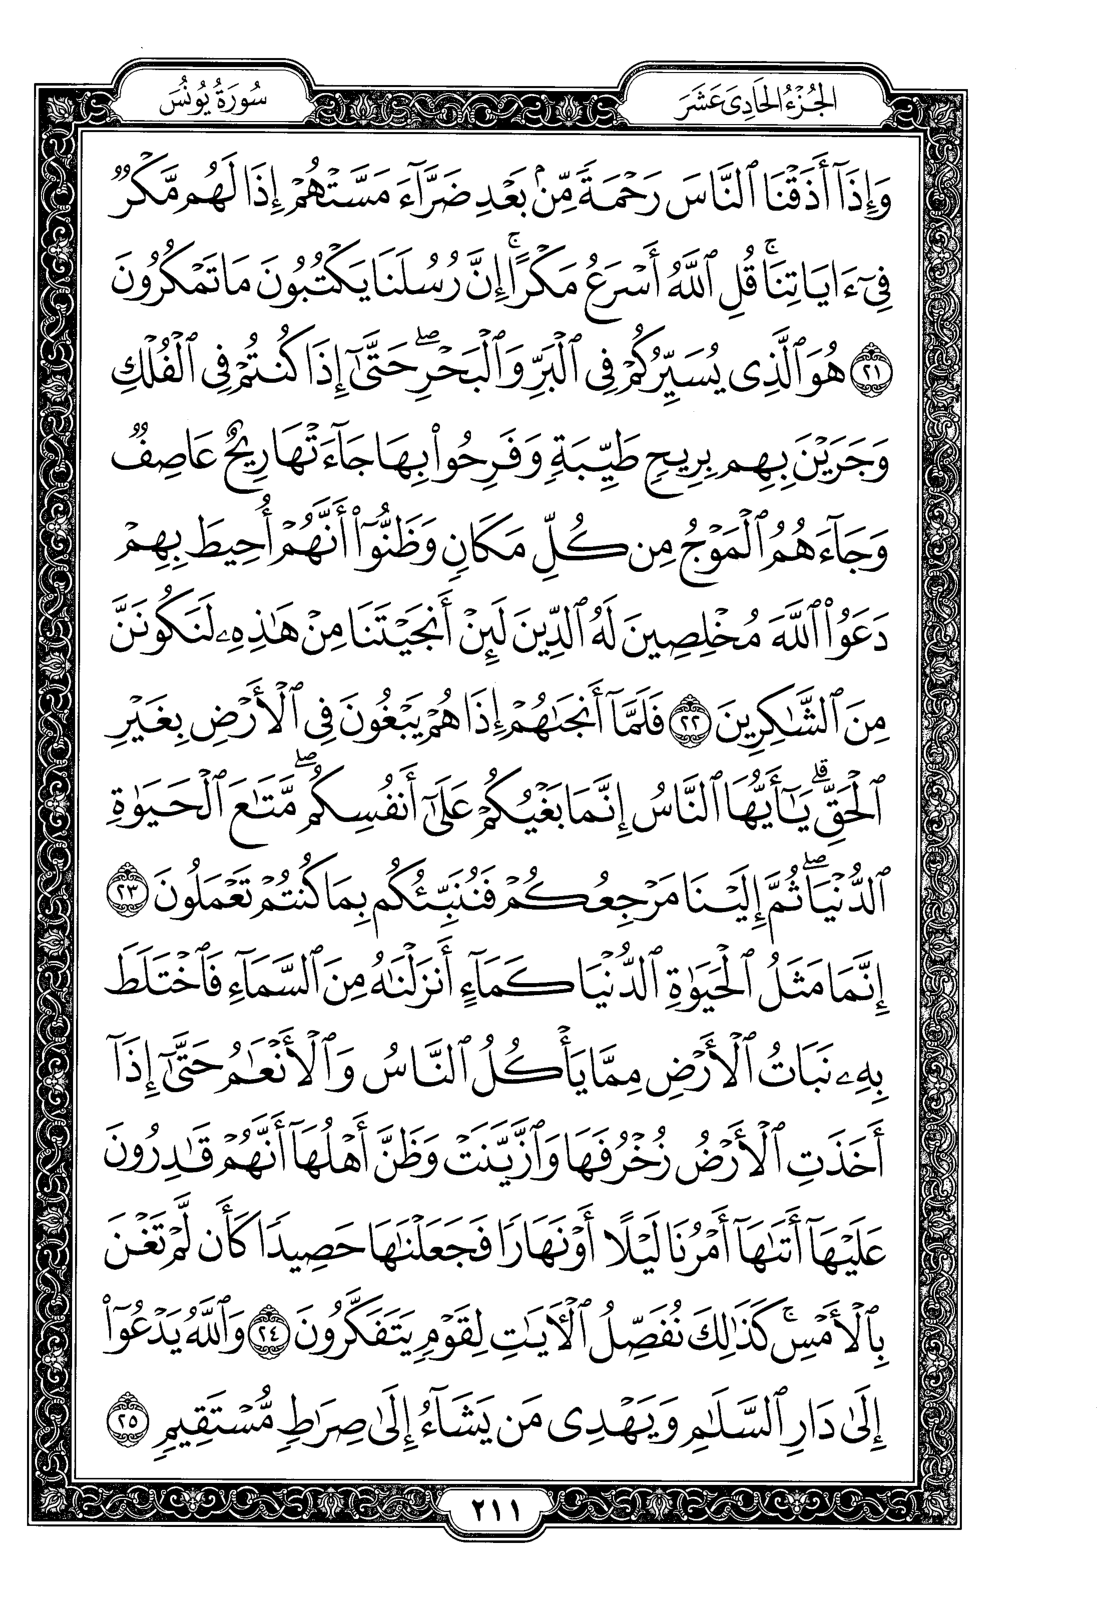 الجُزْءُ الحَادِى عَشَرَ
سُورَةُ يُونُسَ
وَإِذَآ أَذَقْنَا ٱلنَّاسَ رَحْمَةً مِّنۢ بَعْدِ ضَرَّآءَ مَسَّتْهُمْ إِذَا لَهُم مَّكْرٌ
فِىٓ ءَايَاتِنَاۚ قُلِ ٱللَّهُ أَسْرَعُ مَكْرًاۚ إِنَّ رُسُلَنَا يَكْتُبُونَ مَا تَمْكُرُونَ
٢١ هُوَ ٱلَّذِى يُسَيِّرُكُمْ فِى ٱلْبَرِّ وَٱلْبَحْرِۖ حَتَّىٰٓ إِذَا كُنتُمْ فِى ٱلْفُلْكِ
وَجَرَيْنَ بِهِم بِرِيحٍ طَيِّبَةٍ وَفَرِحُوا۟ بِهَا جَآءَتْهَا رِيحٌ عَاصِفٌ
وَجَآءَهُمُ ٱلْمَوْجُ مِن كُلِّ مَكَانٍ وَظَنُّوٓا۟ أَنَّهُمْ أُحِيطَ بِهِمْ
دَعَوُا۟ ٱللَّهَ مُخْلِصِينَ لَهُ ٱلدِّينَ لَئِنْ أَنجَيْتَنَا مِنْ هَٰذِهِۦ لَنَكُونَنَّ
مِنَ ٱلشَّٰكِرِينَ ٢٢ فَلَمَّآ أَنجَىٰهُمْ إِذَا هُمْ يَبْغُونَ فِى ٱلْأَرْضِ بِغَيْرِ
ٱلْحَقِّۗ يَٰٓأَيُّهَا ٱلنَّاسُ إِنَّمَا بَغْيُكُمْ عَلَىٰٓ أَنفُسِكُمۖ مَّتَٰعَ ٱلْحَيَوٰةِ
ٱلدُّنْيَاۖ ثُمَّ إِلَيْنَا مَرْجِعُكُمْ فَنُنَبِّئُكُم بِمَا كُنتُمْ تَعْمَلُونَ ٢٣
إِنَّمَا مَثَلُ ٱلْحَيَوٰةِ ٱلدُّنْيَا كَمَآءٍ أَنزَلْنَٰهُ مِنَ ٱلسَّمَآءِ فَٱخْتَلَطَ
بِهِۦ نَبَاتُ ٱلْأَرْضِ مِمَّا يَأْكُلُ ٱلنَّاسُ وَٱلْأَنْعَٰمُ حَتَّىٰٓ إِذَآ
أَخَذَتِ ٱلْأَرْضُ زُخْرُفَهَا وَٱزَّيَّنَتْ وَظَنَّ أَهْلُهَآ أَنَّهُمْ قَٰدِرُونَ
عَلَيْهَآ أَتَىٰهَآ أَمْرُنَا لَيْلًا أَوْ نَهَارًا فَجَعَلْنَٰهَا حَصِيدًا كَأَن لَّمْ تَغْنَ
بِٱلْأَمْسِۚ كَذَٰلِكَ نُفَصِّلُ ٱلْءَايَٰتِ لِقَوْمٍ يَتَفَكَّرُونَ ٢٤ وَٱللَّهُ يَدْعُوٓا۟
إِلَىٰ دَارِ ٱلسَّلَٰمِ وَيَهْدِى مَن يَشَآءُ إِلَىٰ صِرَٰطٍ مُّسْتَقِيمٍ ٢٥
٢١١